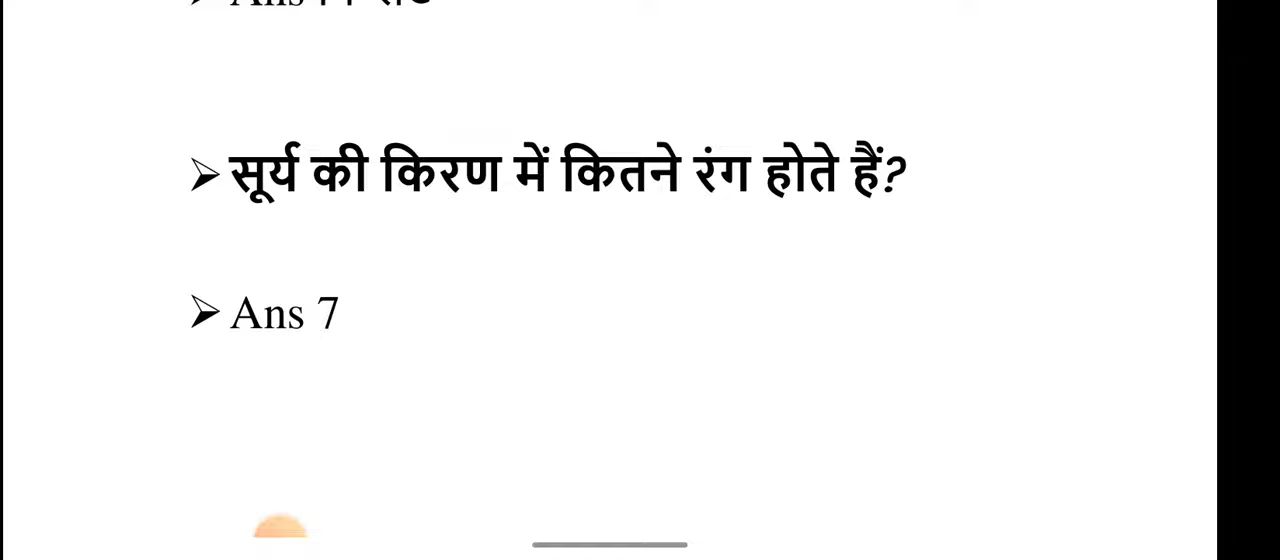 ➢ सूर्य की किरण में कितने रंग होते हैं?
➢ Ans 7